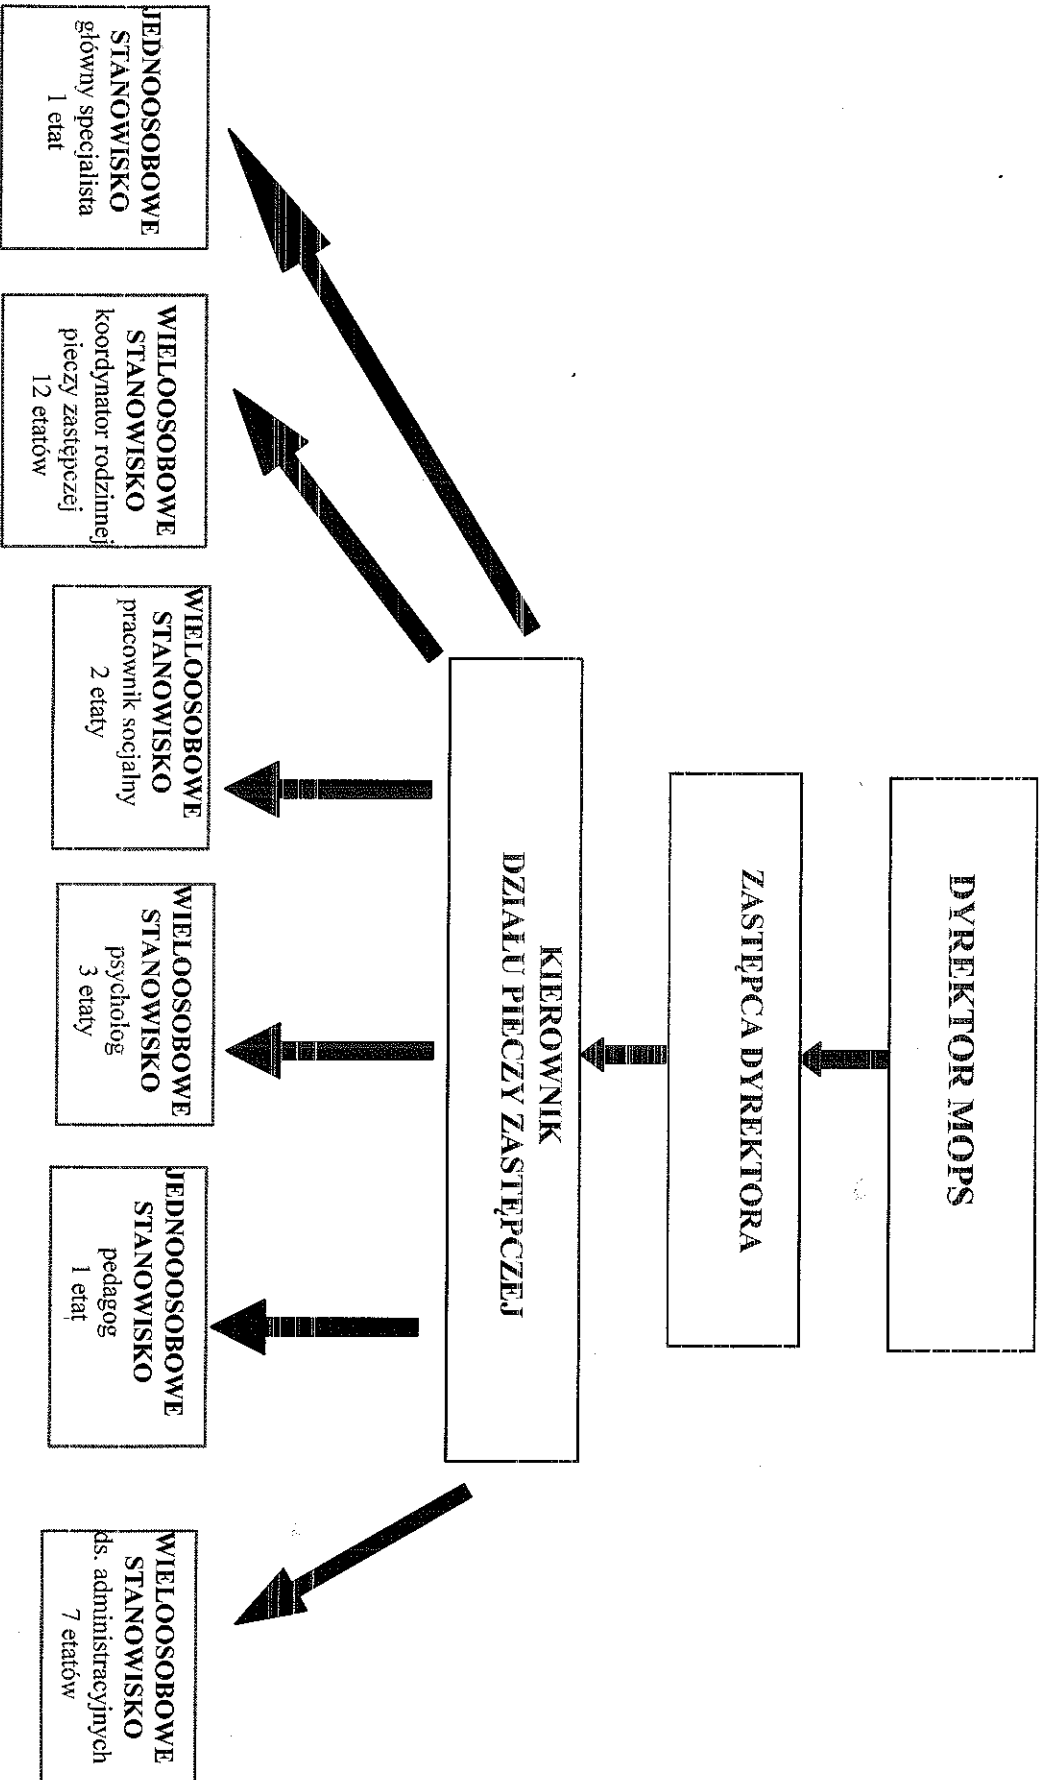 DYREKTOR MOPS
ZASTĘPCA DYREKTORA
KIEROWNIK
DZIAŁU PIECZY ZASTĘPCZEJ
JEDNOOSOBOWE
STANOWISKO
główny specjalista
1 etat
WIELOOSOBOWE
STANOWISKO
koordynator rodzinnej
pieczy zastępczej
12 etatów
WIELOOSOBOWE
STANOWISKO
pracownik socjalny
2 etaty
WIELOOSOBOWE
STANOWISKO
psycholog
3 etaty
JEDNOOOSOBOWE
STANOWISKO
pedagog
1 etat
WIELOOSOBOWE
STANOWISKO
ds. administracyjnych
7 etatów